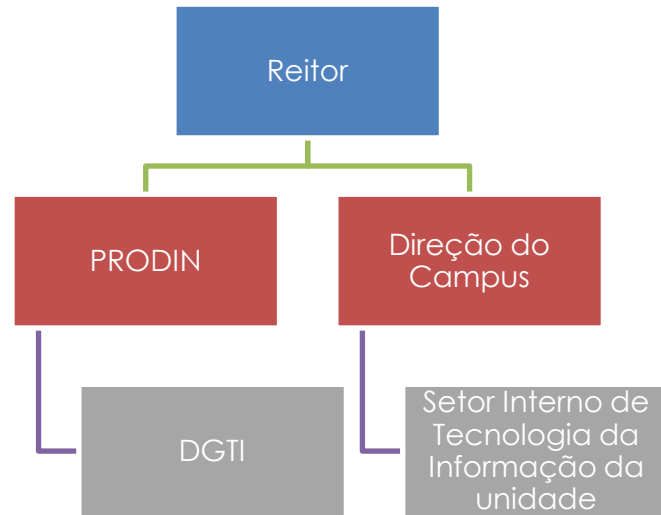 Reitor
PRODIN
Direção do
Campus
DGTI
Setor Interno de
Tecnologia da
Informação da
unidade